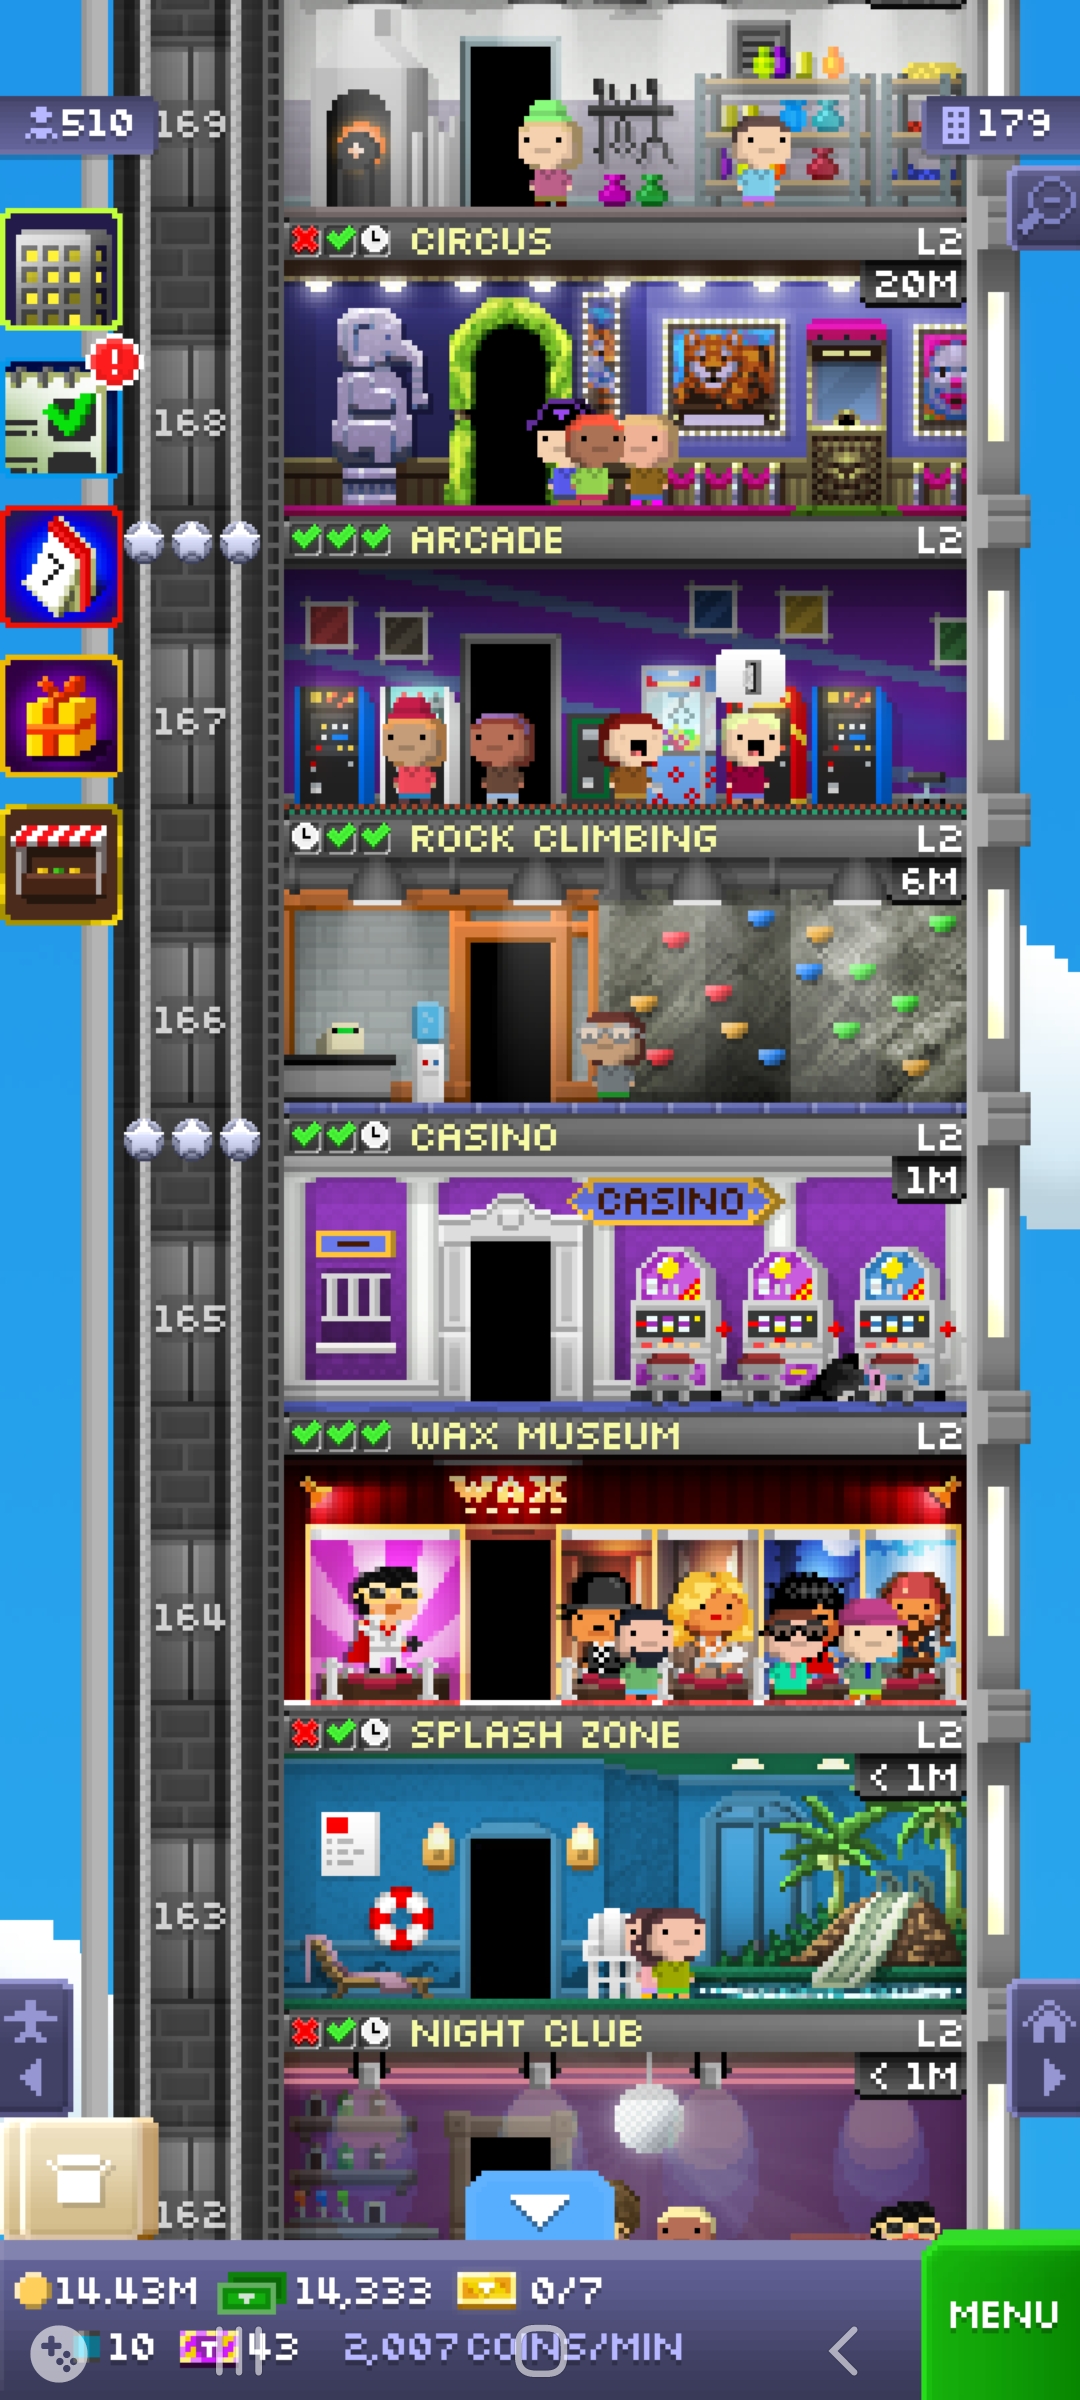 510
169
179
CIRCUS L2
20M
168
ARCADE L2
167
ROCK CLIMBING L2
6M
166
CASINO L2
1M
CASINO
165
WAX MUSEUM L2
WAX
164
SPLASH ZONE L2
< 1M
163
NIGHT CLUB L2
< 1M
162
14.43M 14,333 0/7
10 43 2,007 COINS/MIN
MENU